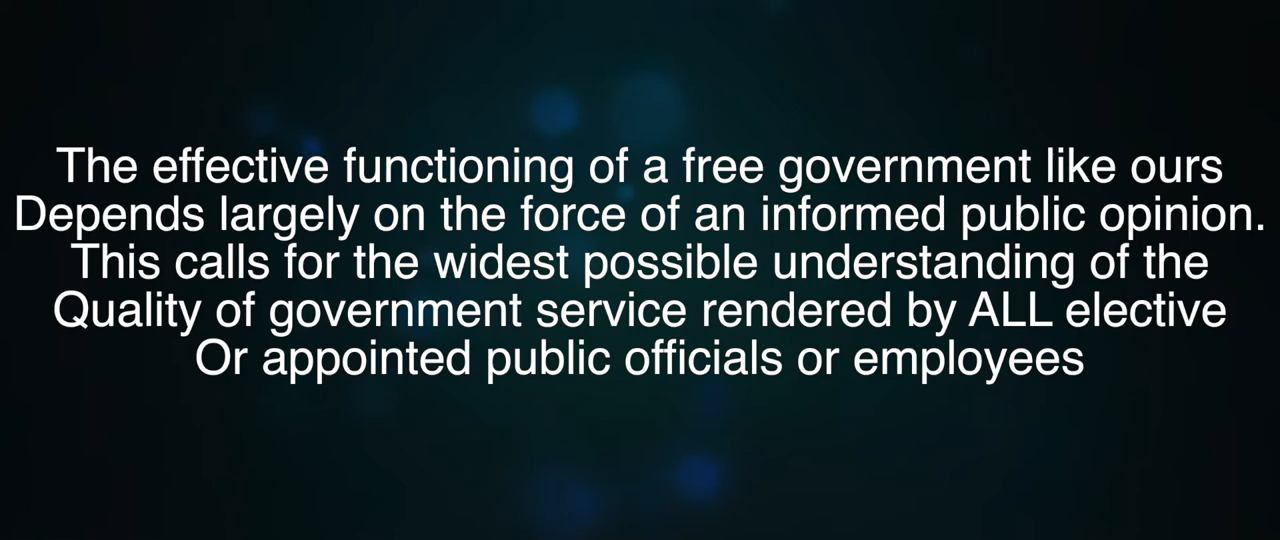 The effective functioning of a free government like ours
Depends largely on the force of an informed public opinion.
This calls for the widest possible understanding of the
Quality of government service rendered by ALL elective
Or appointed public officials or employees